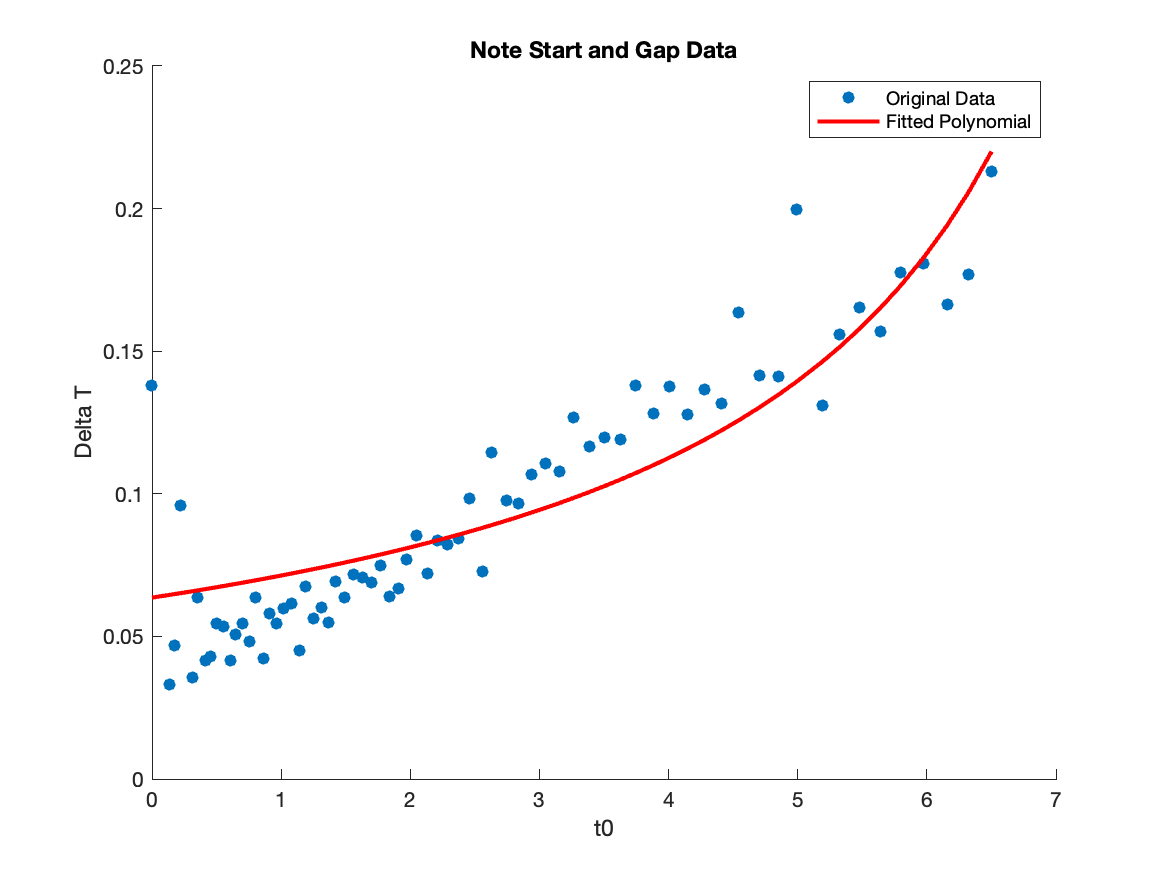 Note Start and Gap Data
Original Data
Fitted Polynomial
0.25
0.2
0.15
0.1
0.05
0
Delta T
0 1 2 3 4 5 6 7
t0